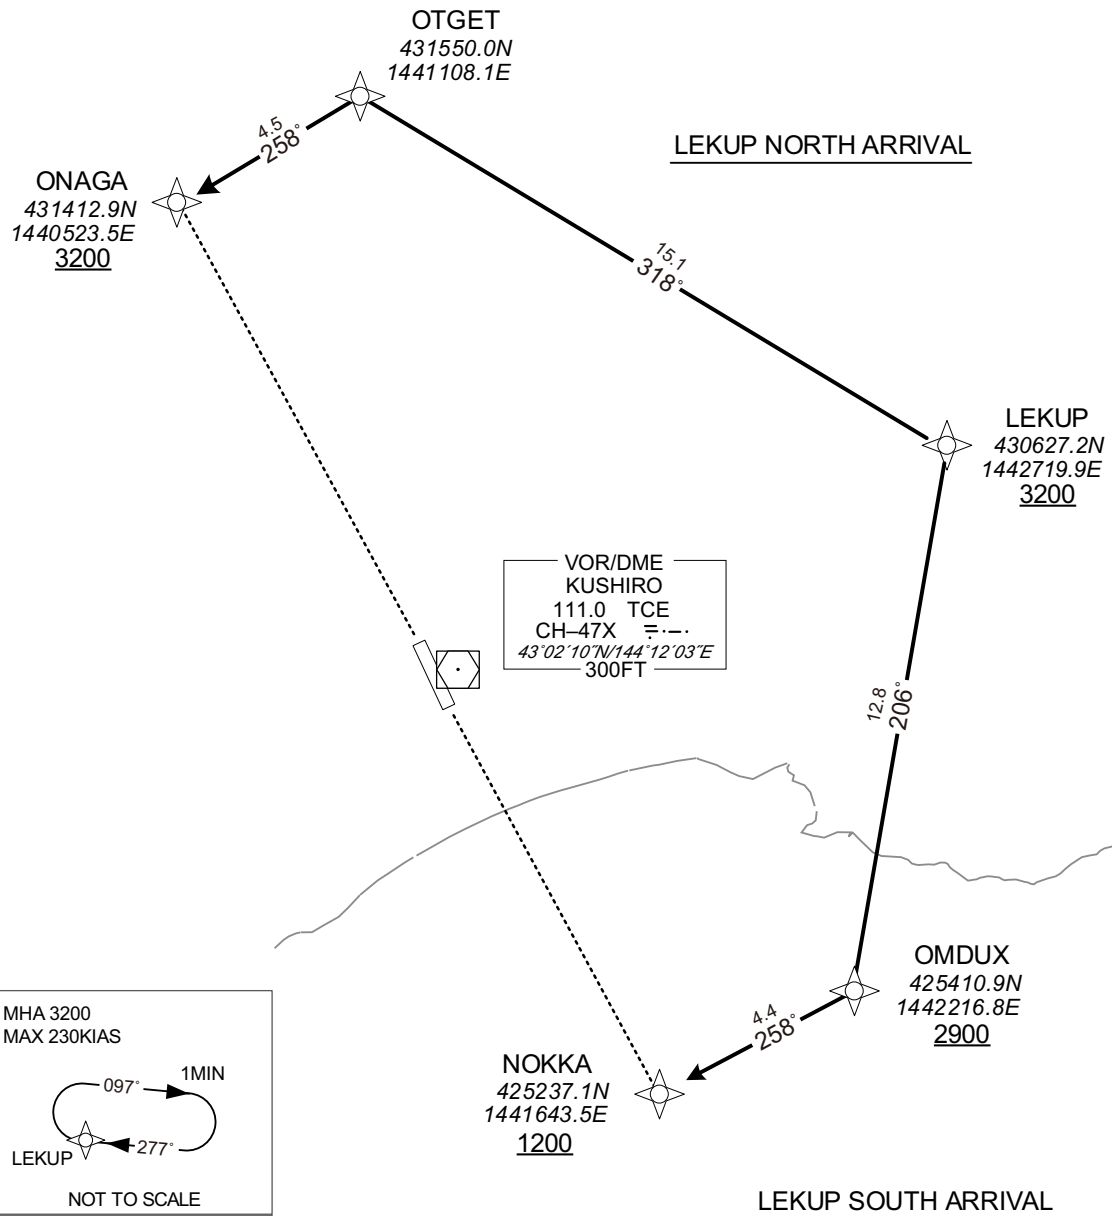 OTGET
431550.0N
1441108.1E
4.5
258°
LEKUP NORTH ARRIVAL
ONAGA
431412.9N
1440523.5E
3200
15.1
318°
LEKUP
430627.2N
1442719.9E
3200
VOR/DME
KUSHIRO
111.0 TCE
CH–47X
43°02´10˝N/144°12´03˝E
300FT
12.8
206°
OMDUX
425410.9N
1442216.8E
2900
4.4
258°
NOKKA
425237.1N
1441643.5E
1200
MHA 3200
MAX 230KIAS
097°
1MIN
277°
LEKUP
NOT TO SCALE
LEKUP SOUTH ARRIVAL